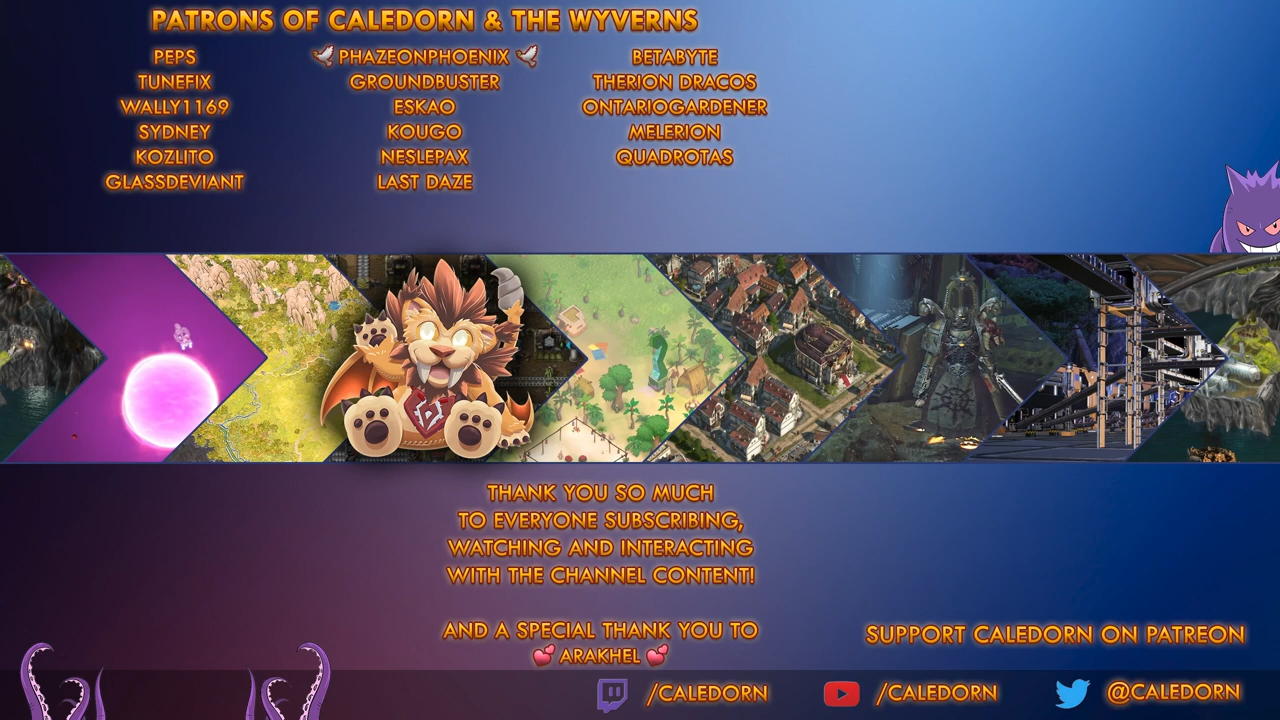 PATRONS OF CALEDORN & THE WYVERNS
PEPS
TUNEFIX
WALLY1169
SYDNEY
KOZLITO
GLASSDEVIANT
PHAZEONPHOENIX
GROUNDBUSTER
ESKAO
KOUGO
NESLEPAX
LAST DAZE
BETABYTE
THERION DRACOS
ONTARIOGARDENER
MELERION
QUADROTAS
THANK YOU SO MUCH
TO EVERYONE SUBSCRIBING,
WATCHING AND INTERACTING
WITH THE CHANNEL CONTENT!
AND A SPECIAL THANK YOU TO
💕 ARAKHEL 💕
SUPPORT CALEDORN ON PATREON
/CALEDORN
/CALEDORN
@CALEDORN